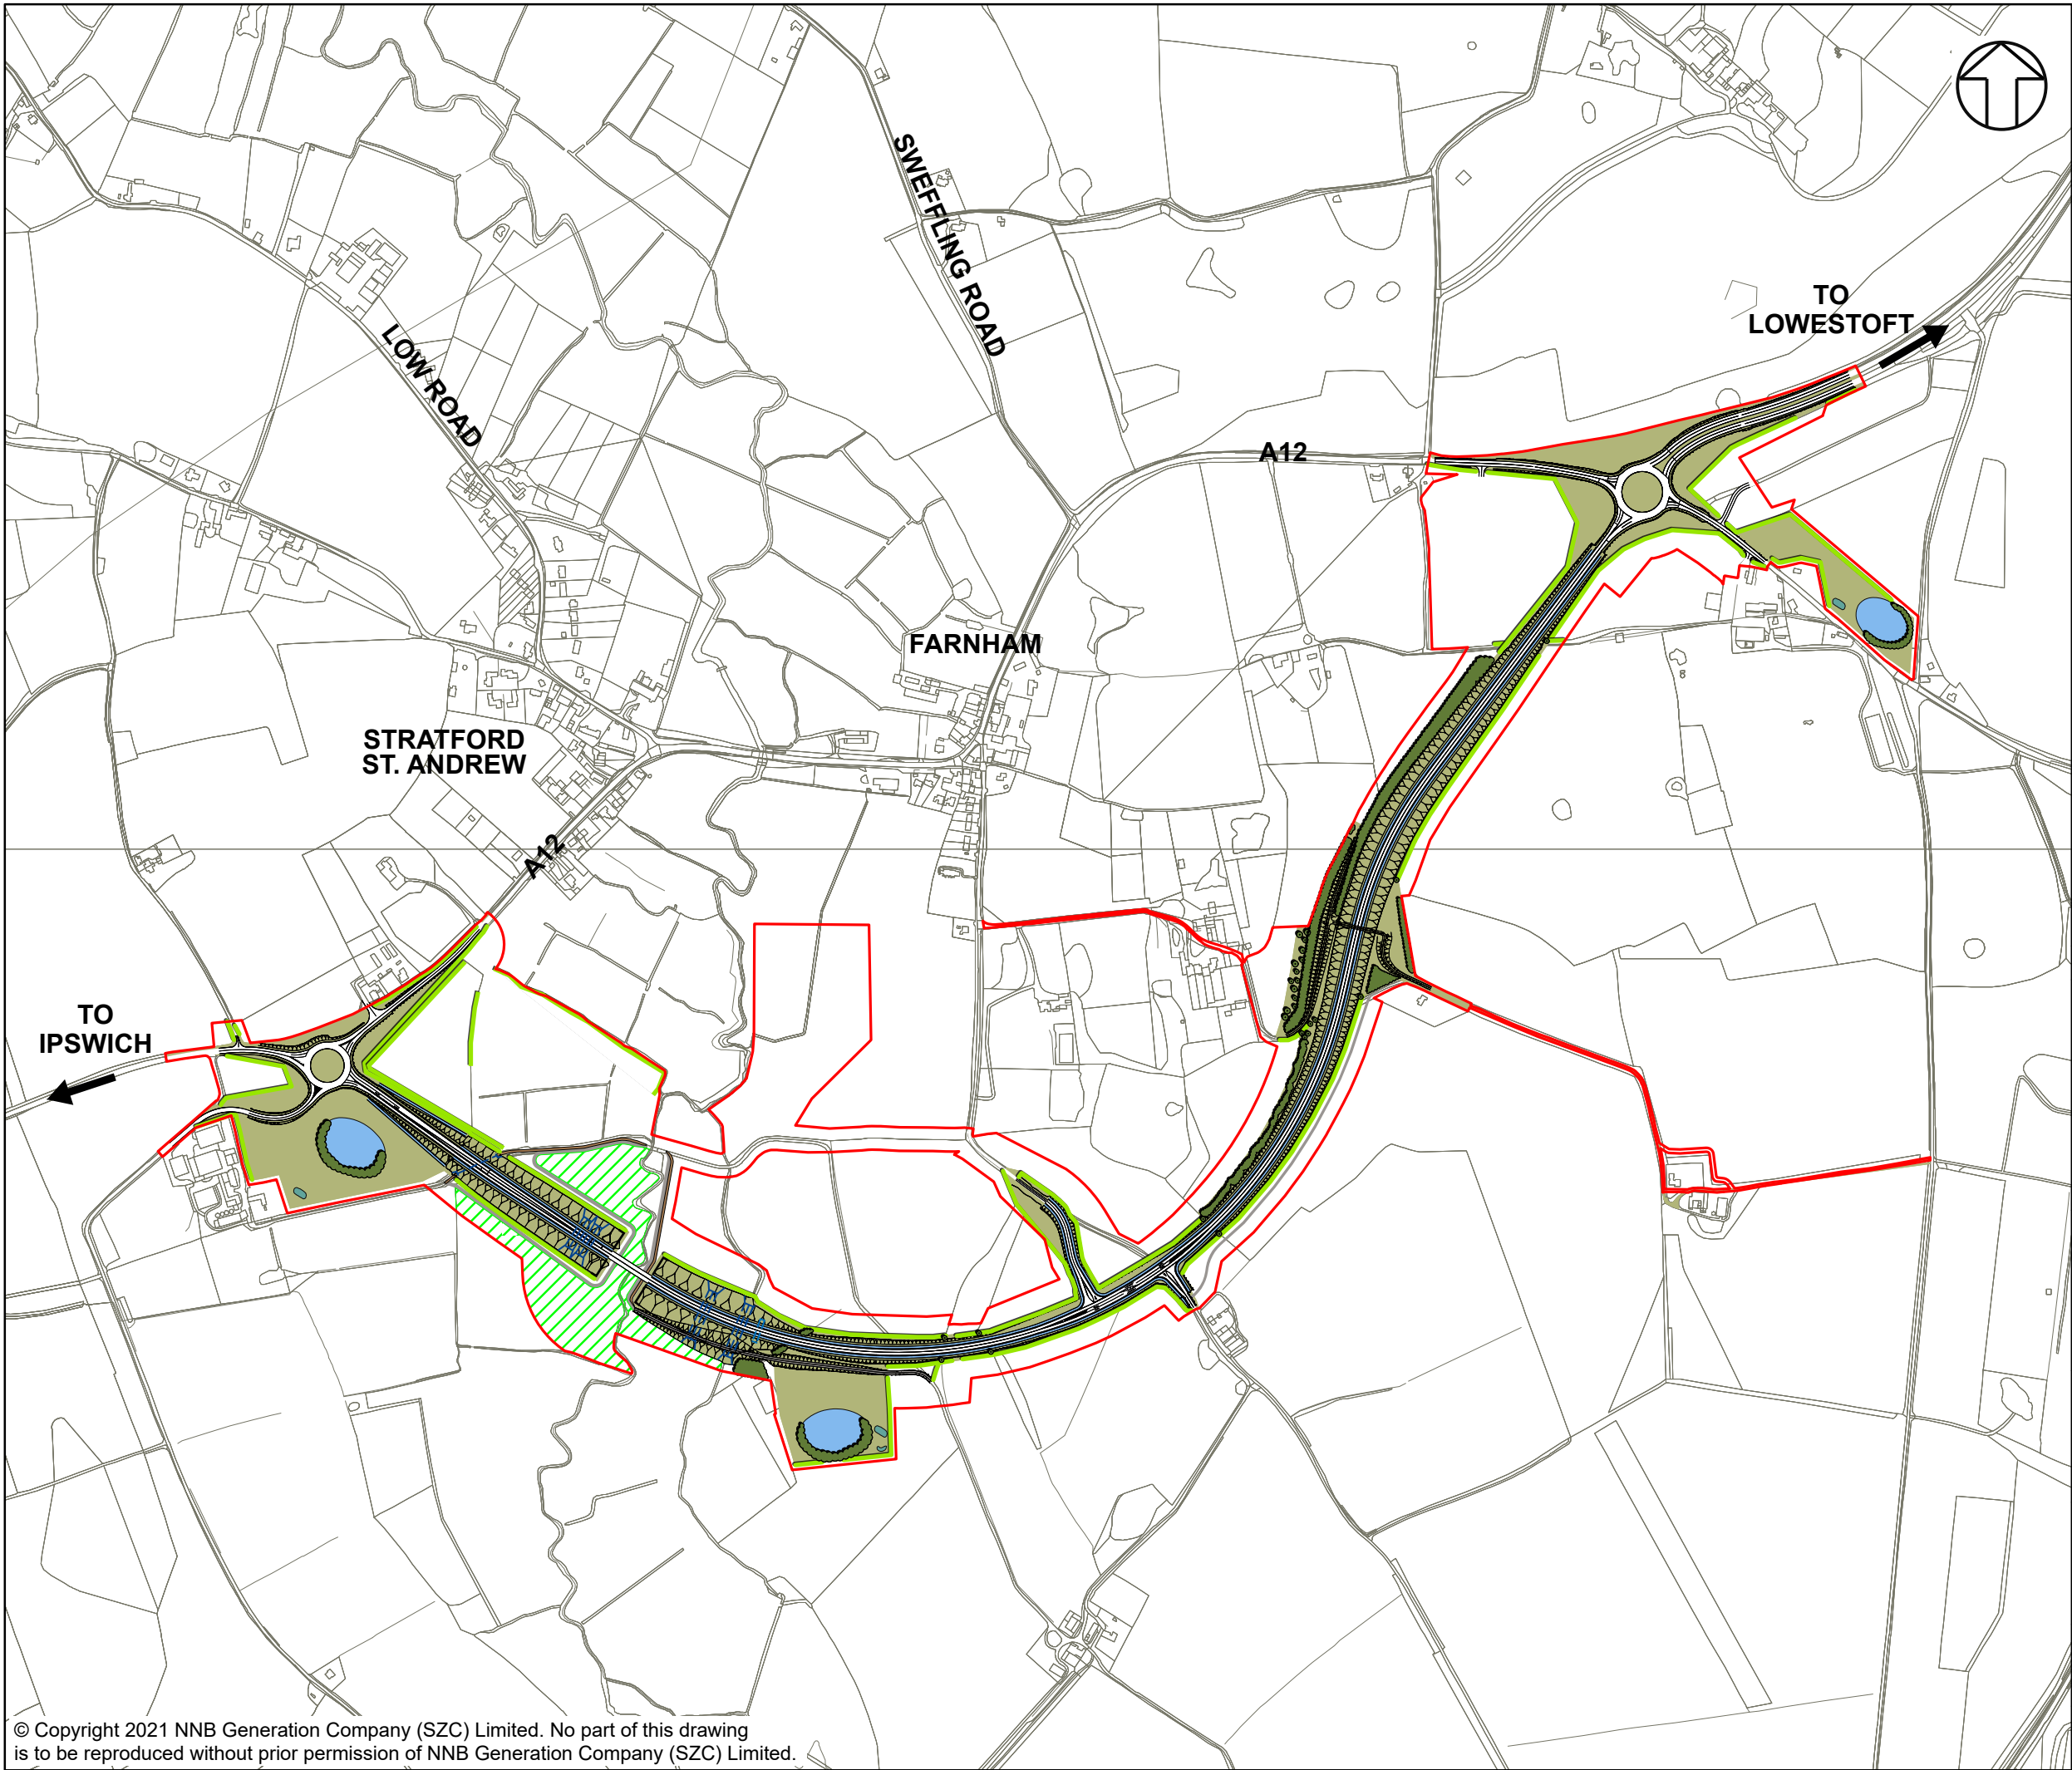 SWEFFLING ROAD
TO
LOWESTOFT
LOW ROAD
A12
FARNHAM
STRATFORD
ST. ANDREW
A12
TO
IPSWICH
© Copyright 2021 NNB Generation Company (SZC) Limited. No part of this drawing
is to be reproduced without prior permission of NNB Generation Company (SZC) Limited.